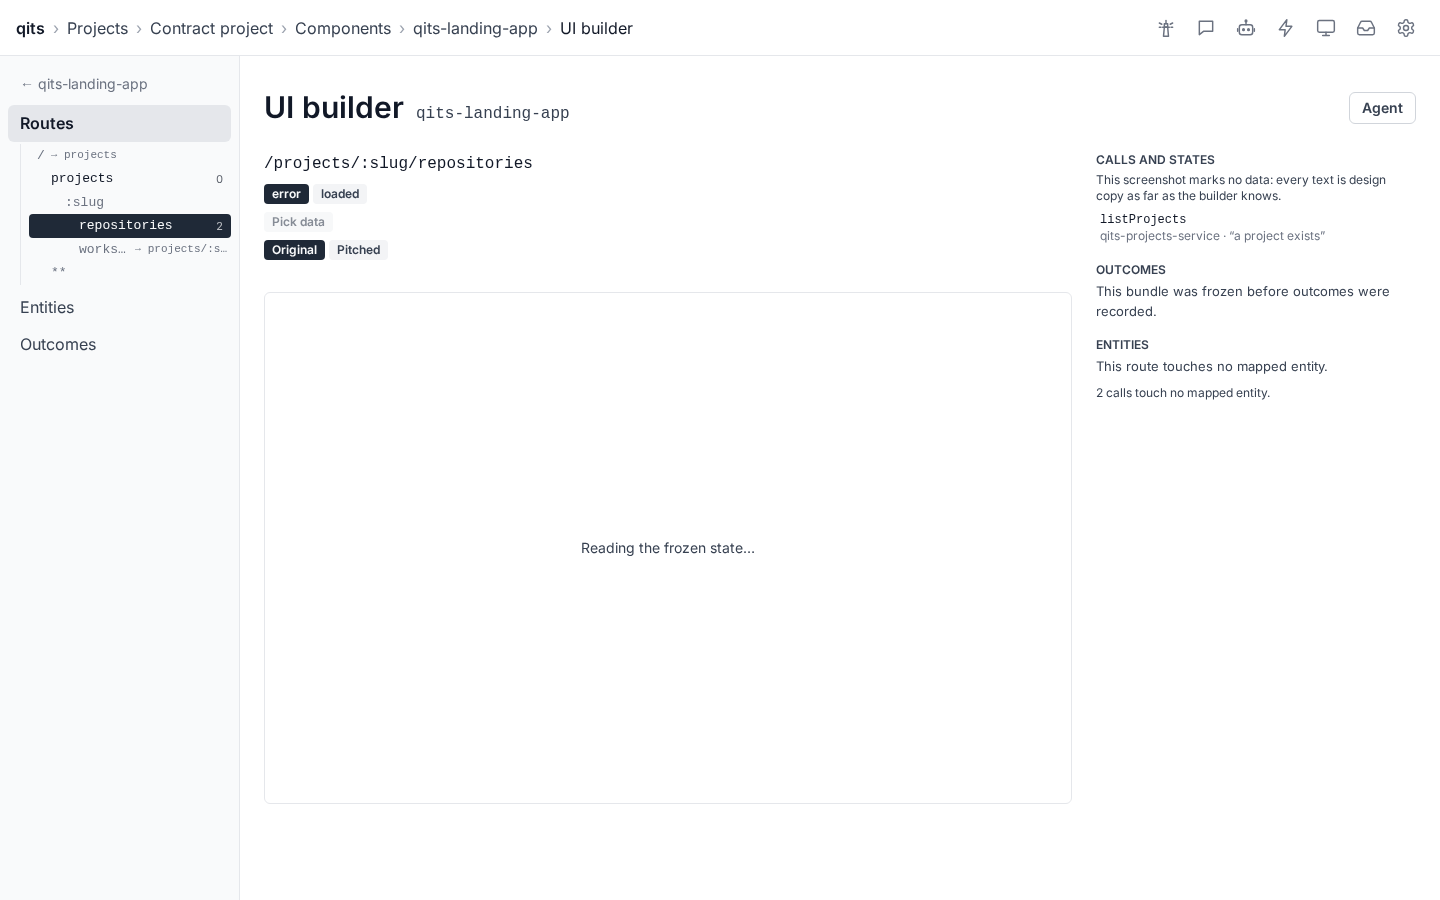 qits › Projects › Contract project › Components › qits-landing-app › UI builder
← qits-landing-app
Routes
/ → projects
projects 0
:slug
repositories 2
works… → projects/:s…
**
Entities
Outcomes
UI builder qits-landing-app
Agent
/projects/:slug/repositories
error loaded
Pick data
Original Pitched
Reading the frozen state…
CALLS AND STATES
This screenshot marks no data: every text is design
copy as far as the builder knows.
listProjects
qits-projects-service · “a project exists”
OUTCOMES
This bundle was frozen before outcomes were
recorded.
ENTITIES
This route touches no mapped entity.
2 calls touch no mapped entity.